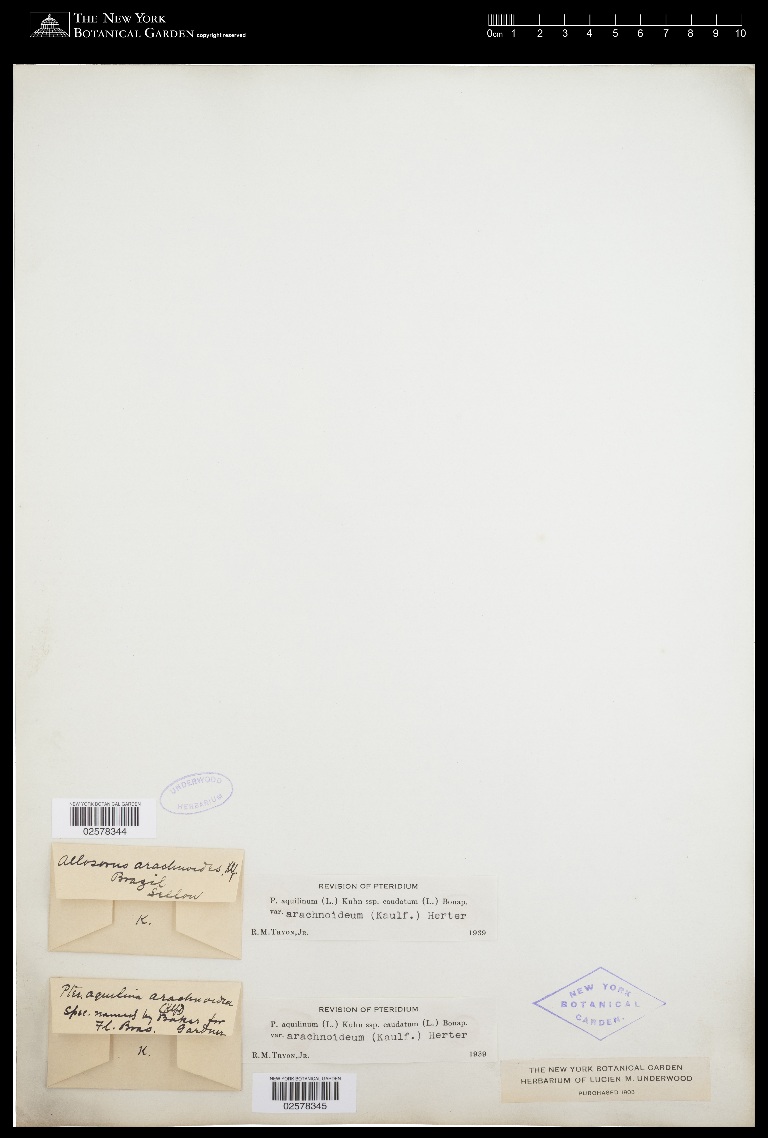 THE NEW YORK
BOTANICAL GARDEN copyright reserved
0cm 1 2 3 4 5 6 7 8 9 10
UNDERWOOD
HERBARIUM
NEW YORK BOTANICAL GARDEN
02578344
Allosorus arachnoides, Klf.
Brazil
Sellow
K.
REVISION OF PTERIDIUM
P. aquilinum (L.) Kuhn ssp. caudatum (L.) Bonap.
var. arachnoideum (Kaulf.) Herter
R. M. TRYON, JR. 1939
Pter. aquilina arachnoidea
(Klf)
Spec. named by Baker for
Fl. Bras. Gardner
K.
REVISION OF PTERIDIUM
P. aquilinum (L.) Kuhn ssp. caudatum (L.) Bonap.
var. arachnoideum (Kaulf.) Herter
R. M. TRYON, JR. 1939
NEW YORK BOTANICAL GARDEN
02578345
NEW YORK
BOTANICAL
GARDEN.
THE NEW YORK BOTANICAL GARDEN
HERBARIUM OF LUCIEN M. UNDERWOOD
PURCHASED 1900